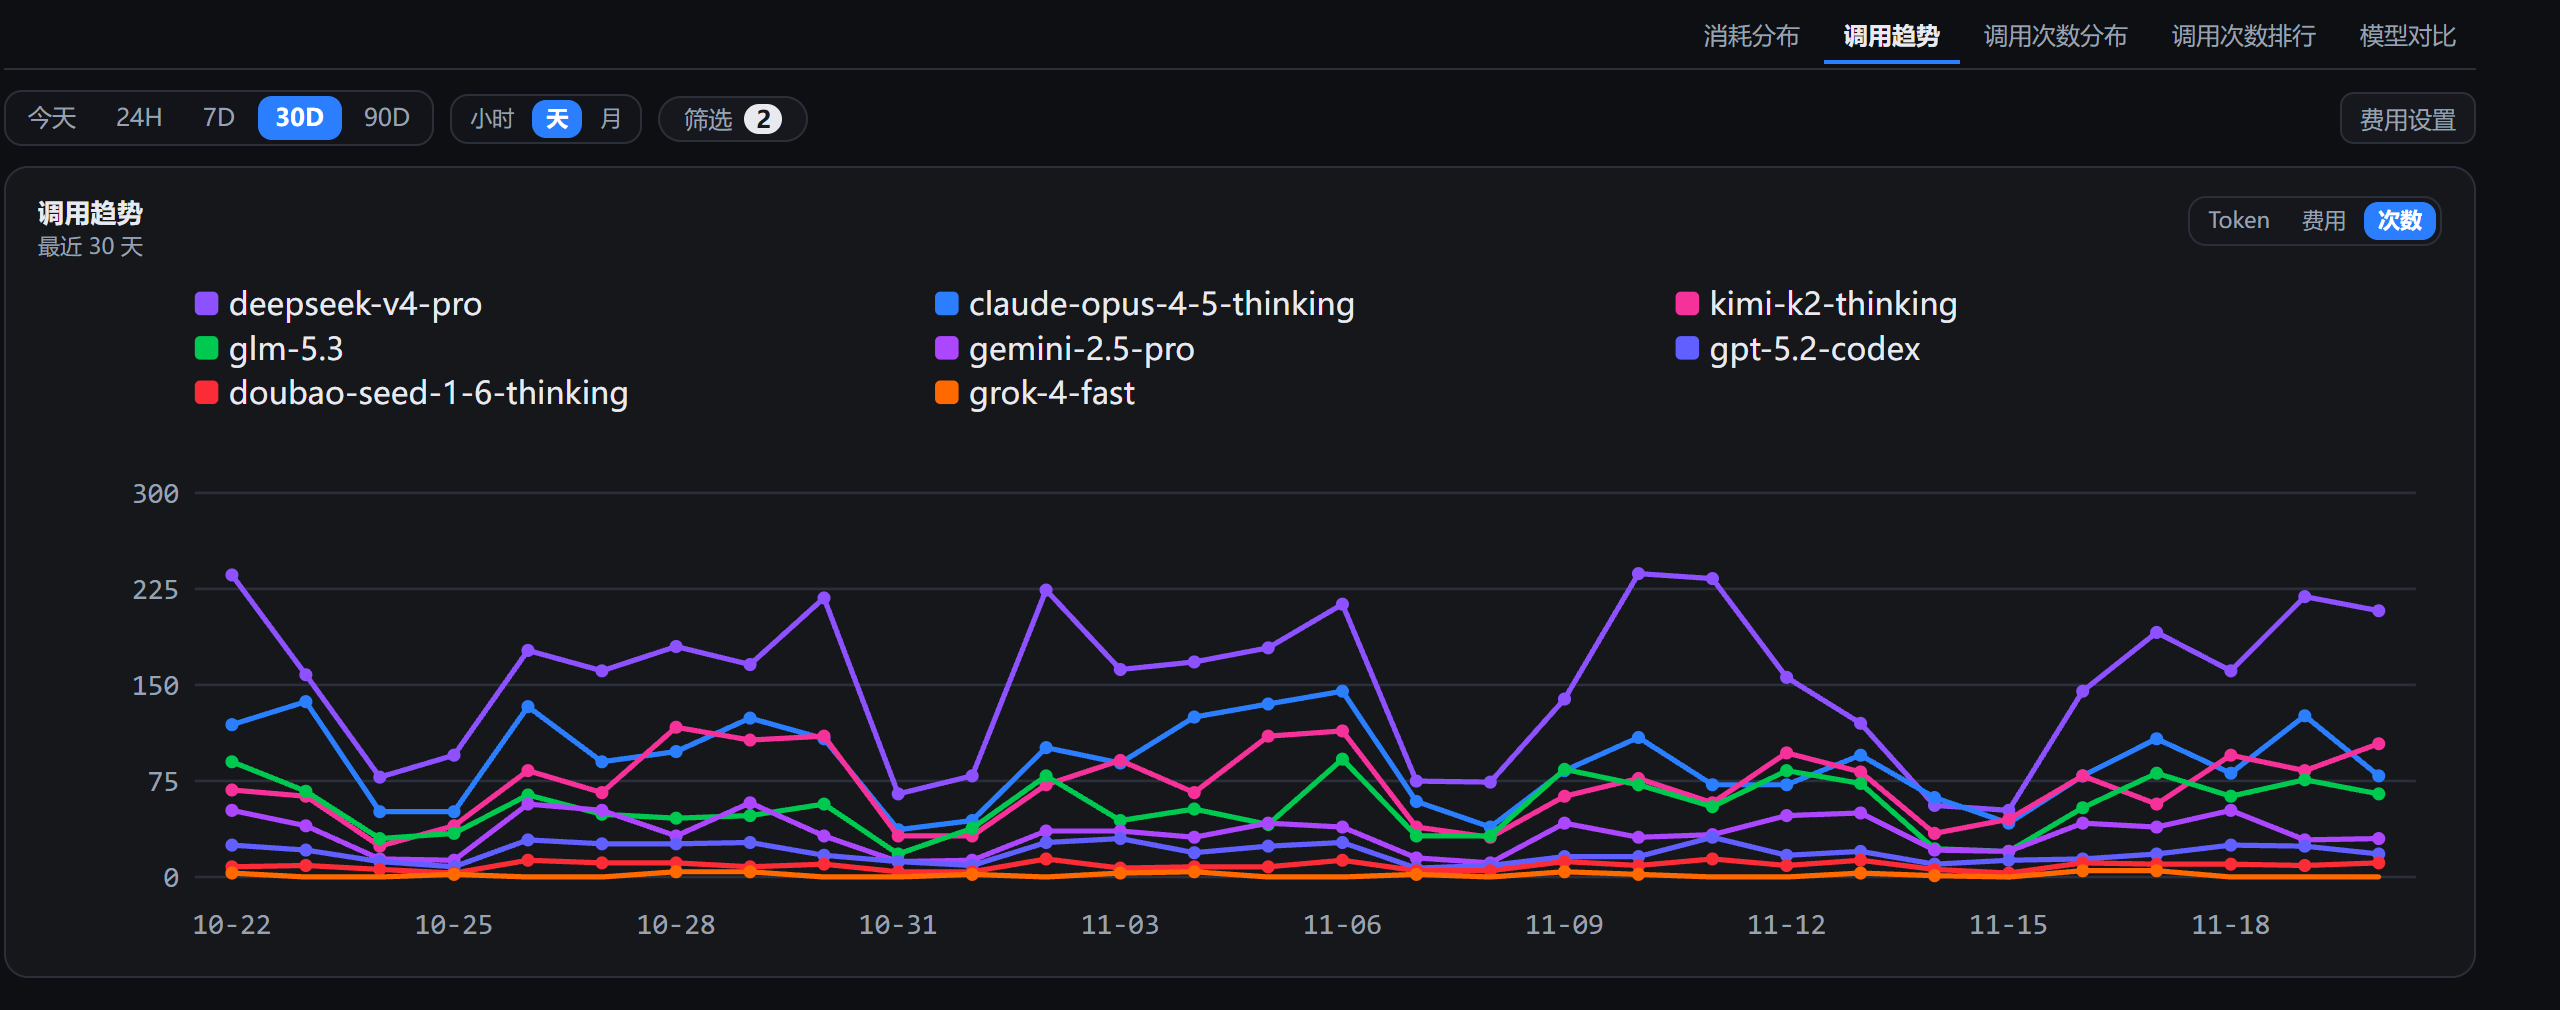 消耗分布 调用趋势 调用次数分布 调用次数排行 模型对比
今天 24H 7D 30D 90D 小时 天 月 筛选 2 费用设置
调用趋势
最近 30 天
Token 费用 次数
deepseek-v4-pro claude-opus-4-5-thinking kimi-k2-thinking
glm-5.3 gemini-2.5-pro gpt-5.2-codex
doubao-seed-1-6-thinking grok-4-fast
300
225
150
75
0
10-22 10-25 10-28 10-31 11-03 11-06 11-09 11-12 11-15 11-18